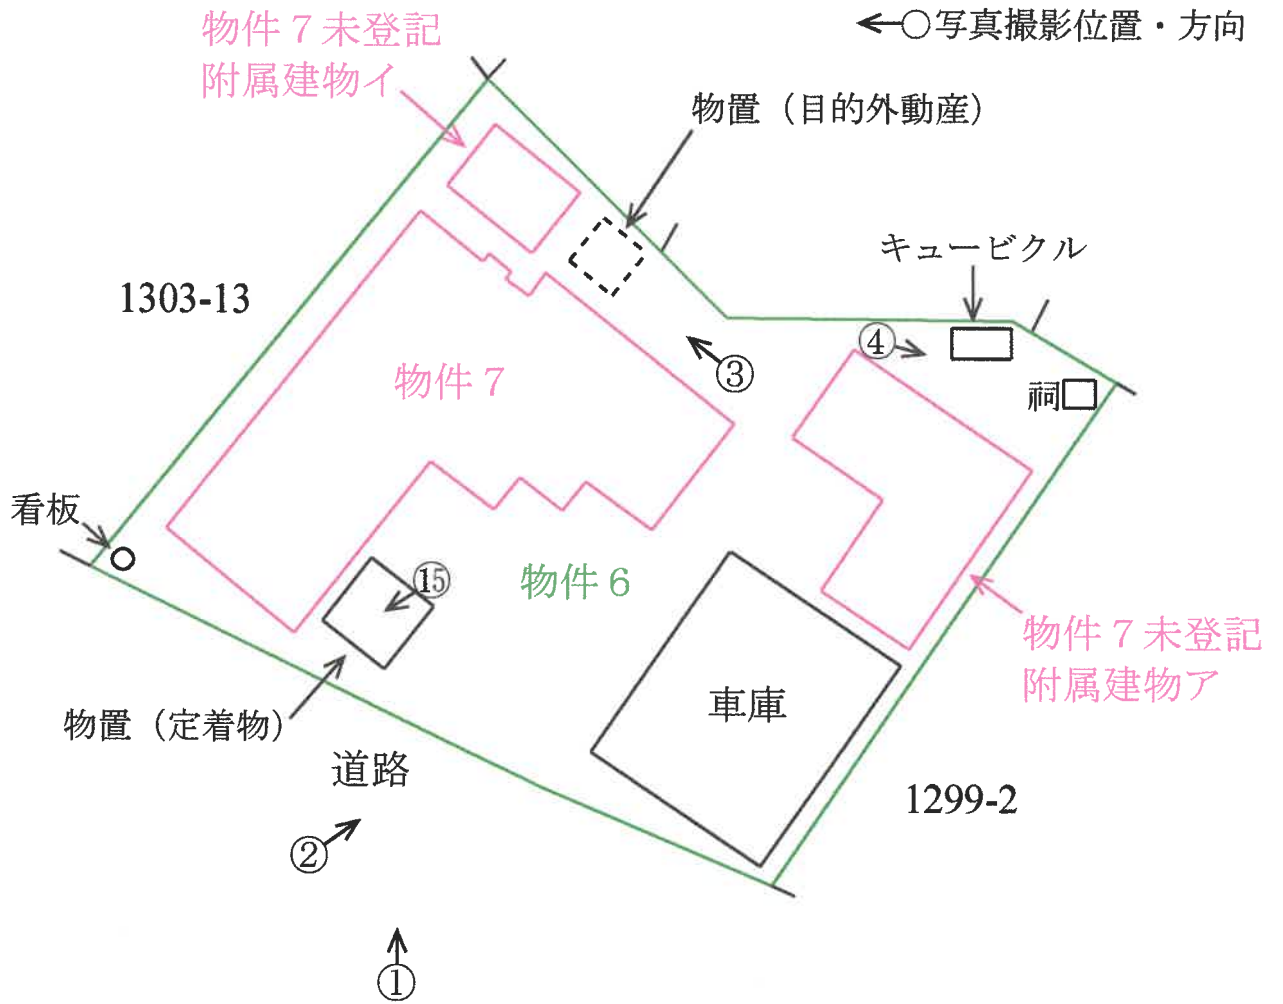 物件７未登記
附属建物イ
←○写真撮影位置・方向
物置（目的外動産）
キュービクル
1303-13
④
③
物件７
祠
看板
⑮
物件６
物件７未登記
附属建物ア
車庫
物置（定着物）
道路
1299-2
②
①